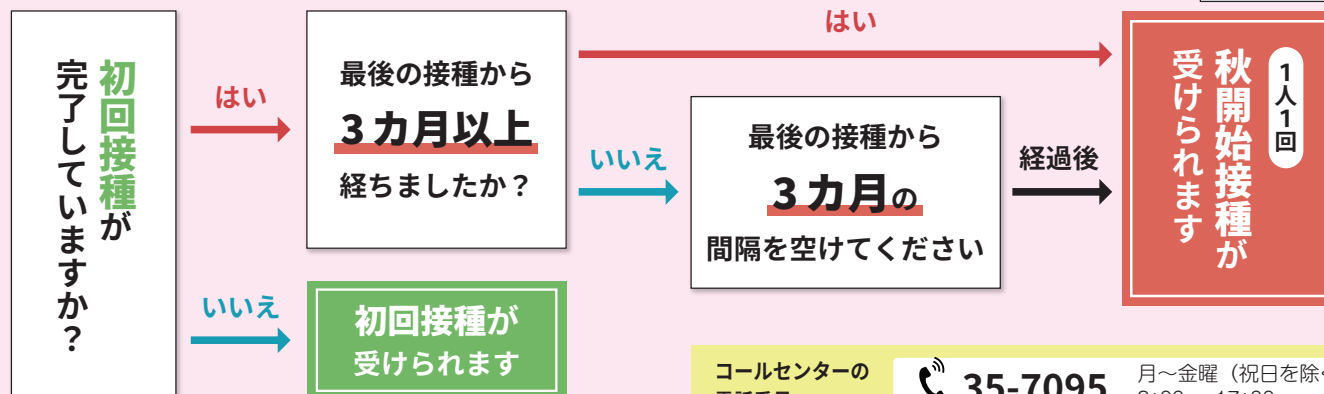 初回接種が
完了していますか？
はい
最後の接種から
3カ月以上
経ちましたか？
はい
いいえ
最後の接種から
3カ月の
間隔を空けてください
経過後
1人1回
秋開始接種が
受けられます
いいえ
初回接種が
受けられます
コールセンターの
35-7095
月～金曜（祝日を除